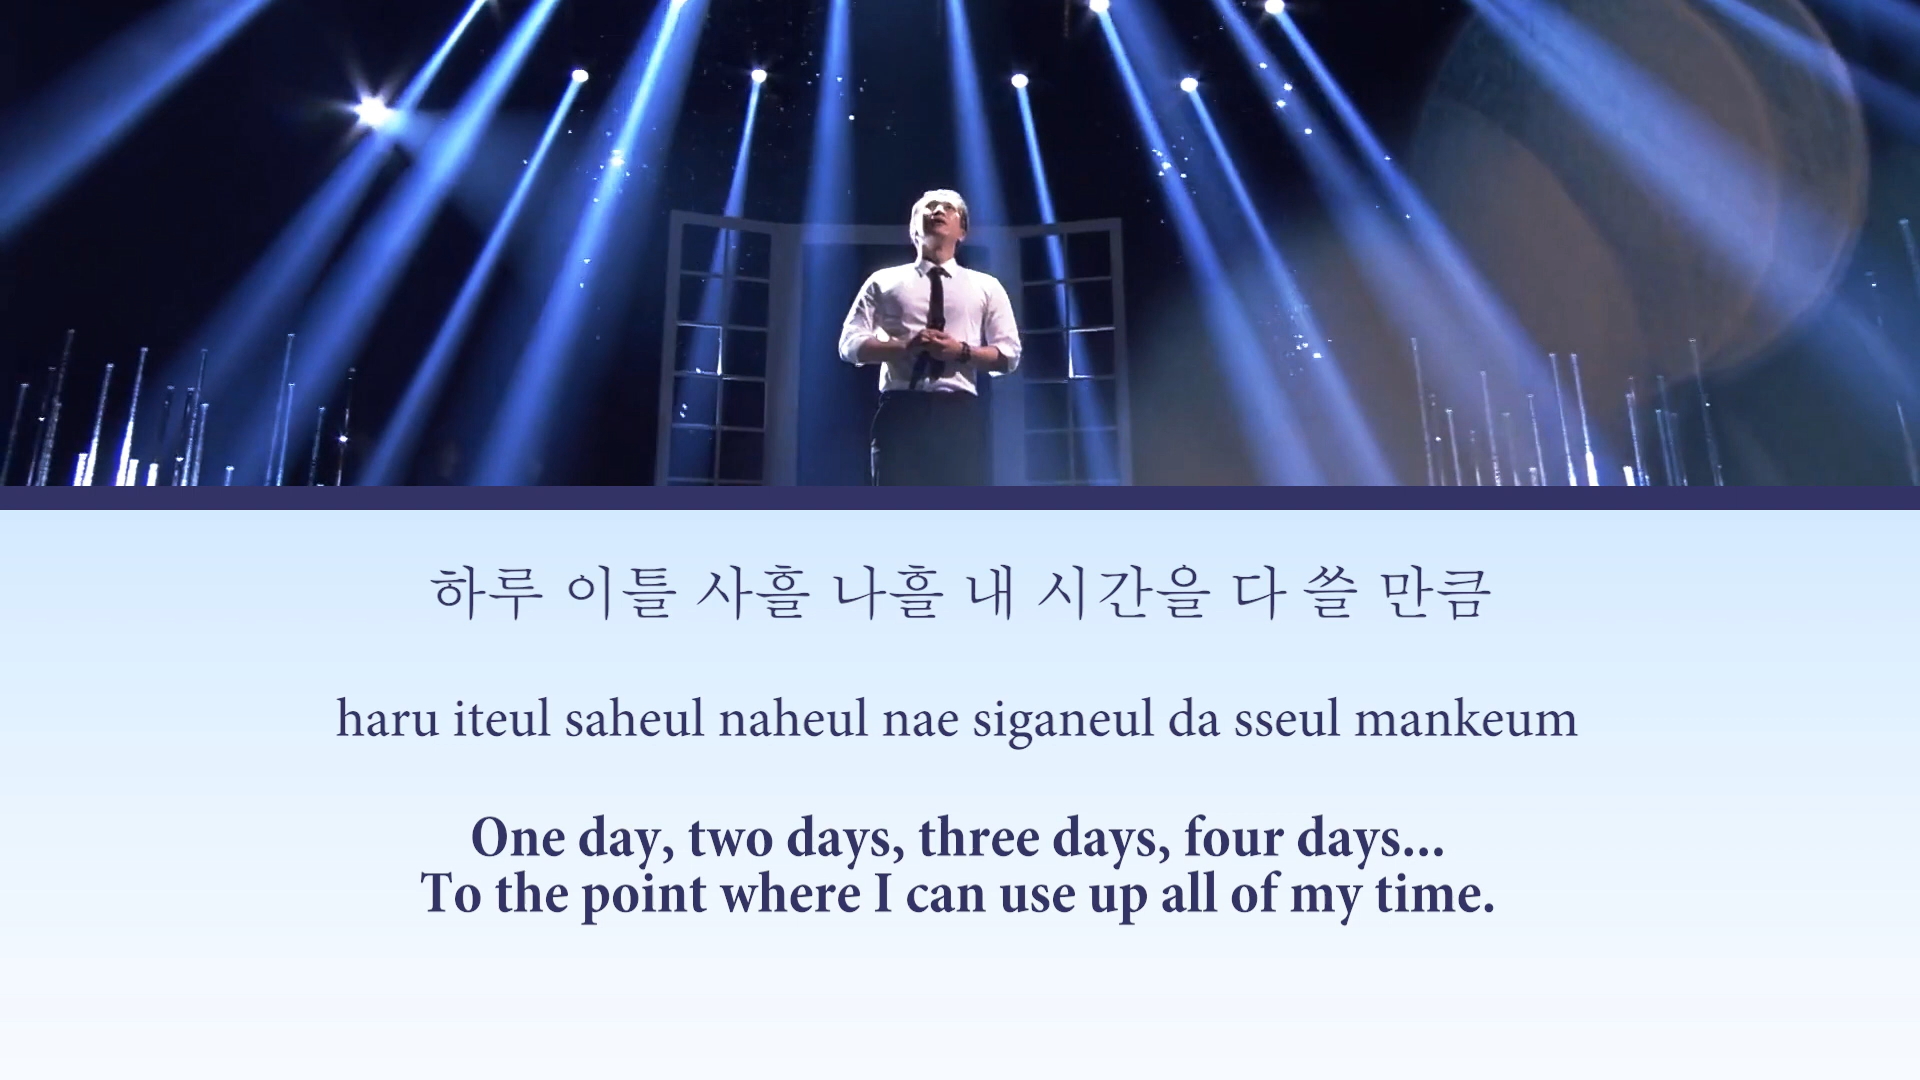 하루 이틀 사흘 나흘 내 시간을 다 쓸 만큼
haru iteul saheul naheul nae siganeul da sseul mankeum
One day, two days, three days, four days...
To the point where I can use up all of my time.